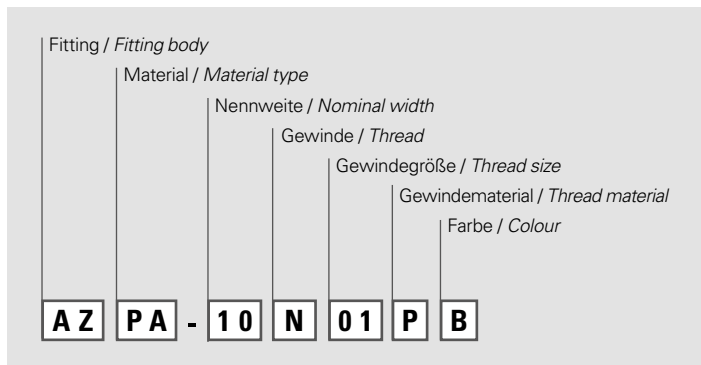 Fitting / Fitting body
Material / Material type
Nennweite / Nominal width
Gewinde / Thread
Gewindegröße / Thread size
Gewindematerial / Thread material
Farbe / Colour
AZ PA - 10 N 01 P B